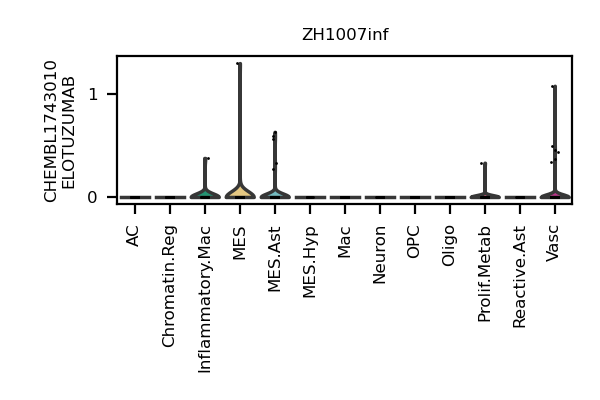 ZH1007inf
CHEMBL1743010
ELOTUZUMAB
1
0
AC
Chromatin.Reg
Inflammatory.Mac
MES
MES.Ast
MES.Hyp
Mac
Neuron
OPC
Oligo
Prolif.Metab
Reactive.Ast
Vasc